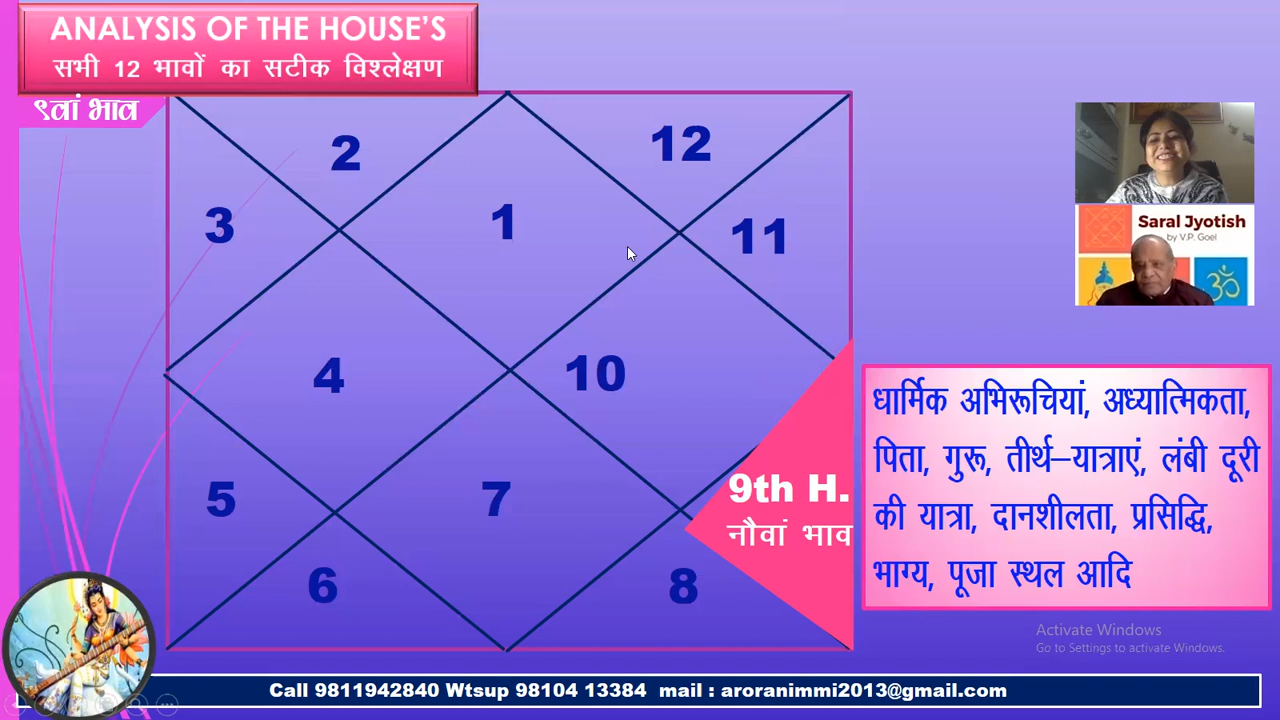 ANALYSIS OF THE HOUSE'S
सभी 12 भावों का सटीक विश्लेक्षण
९वां भाव
2
12
3
1
11
4
10
5
7
9th H.
नौवां भाव
6
8
Saral Jyotish
by V.P. Goel
धार्मिक अभिरूचियां, अध्यात्मिकता,
पिता, गुरू, तीर्थ–यात्राएं, लंबी दूरी
की यात्रा, दानशीलता, प्रसिद्धि,
भाग्य, पूजा स्थल आदि
Activate Windows
Go to Settings to activate Windows.
Call 9811942840 Wtsup 98104 13384 mail : aroranimmi2013@gmail.com